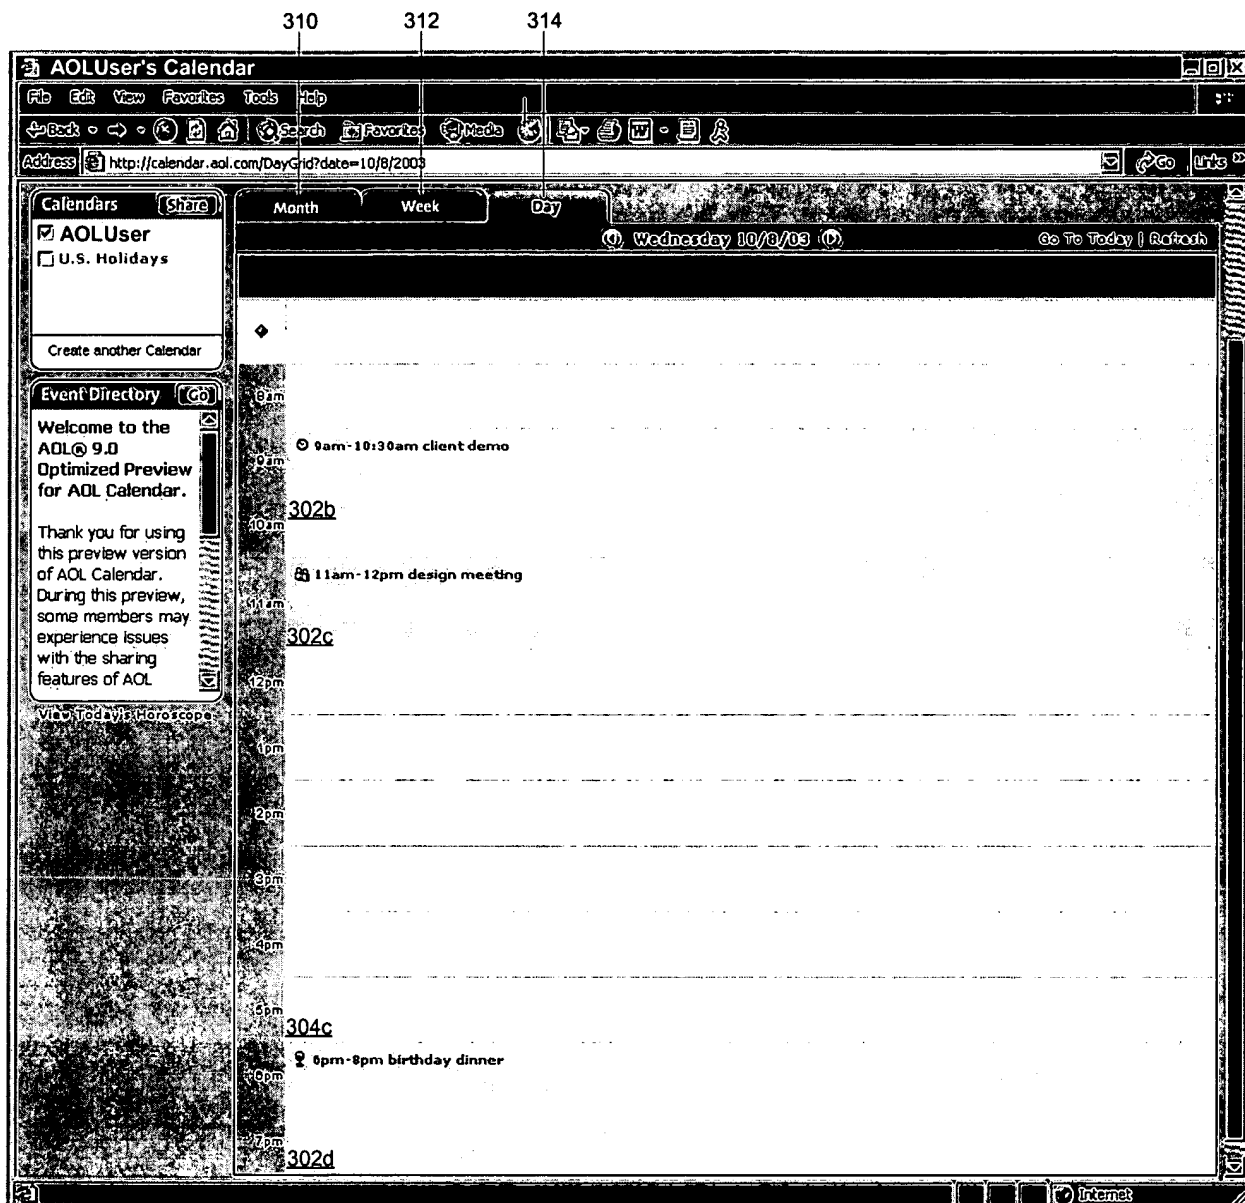 310 312 314
AOLUser's Calendar
File Edit View Favorites Tools Help
Back Search Favorites Media
Address http://calendar.aol.com/DayGrid?date=10/8/2003 Go Links »
Calendars Share
AOLUser
U.S. Holidays
Create another Calendar
Event Directory Go
Welcome to the
AOL® 9.0
Optimized Preview
for AOL Calendar.
Thank you for using
this preview version
of AOL Calendar.
During this preview,
some members may
experience issues
with the sharing
features of AOL
View Today's Horoscope
Month Week Day
Wednesday 10/8/03 Go To Today | Refresh
8am
9am-10:30am client demo
9am
302b
10am
11am-12pm design meeting
11am
302c
12pm
1pm
2pm
3pm
4pm
5pm
304c
6pm-8pm birthday dinner
6pm
7pm
302d
Internet